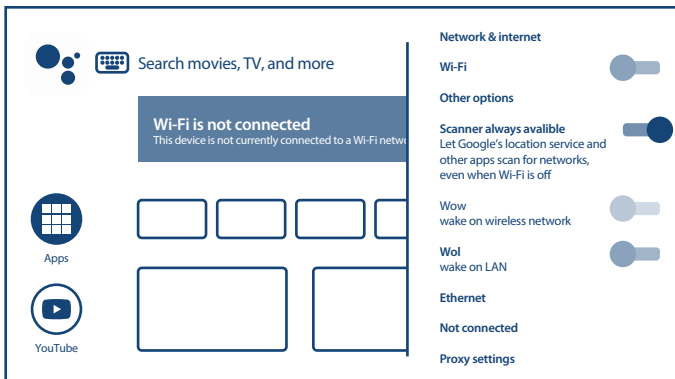 Search movies, TV, and more
Wi-Fi is not connected
This device is not currently connected to a Wi-Fi netwo
Apps
YouTube
Network & internet
Wi-Fi
Other options
Scanner always avalible
Let Google's location service and
other apps scan for networks,
even when Wi-Fi is off
Wow
wake on wireless network
Wol
wake on LAN
Ethernet
Not connected
Proxy settings